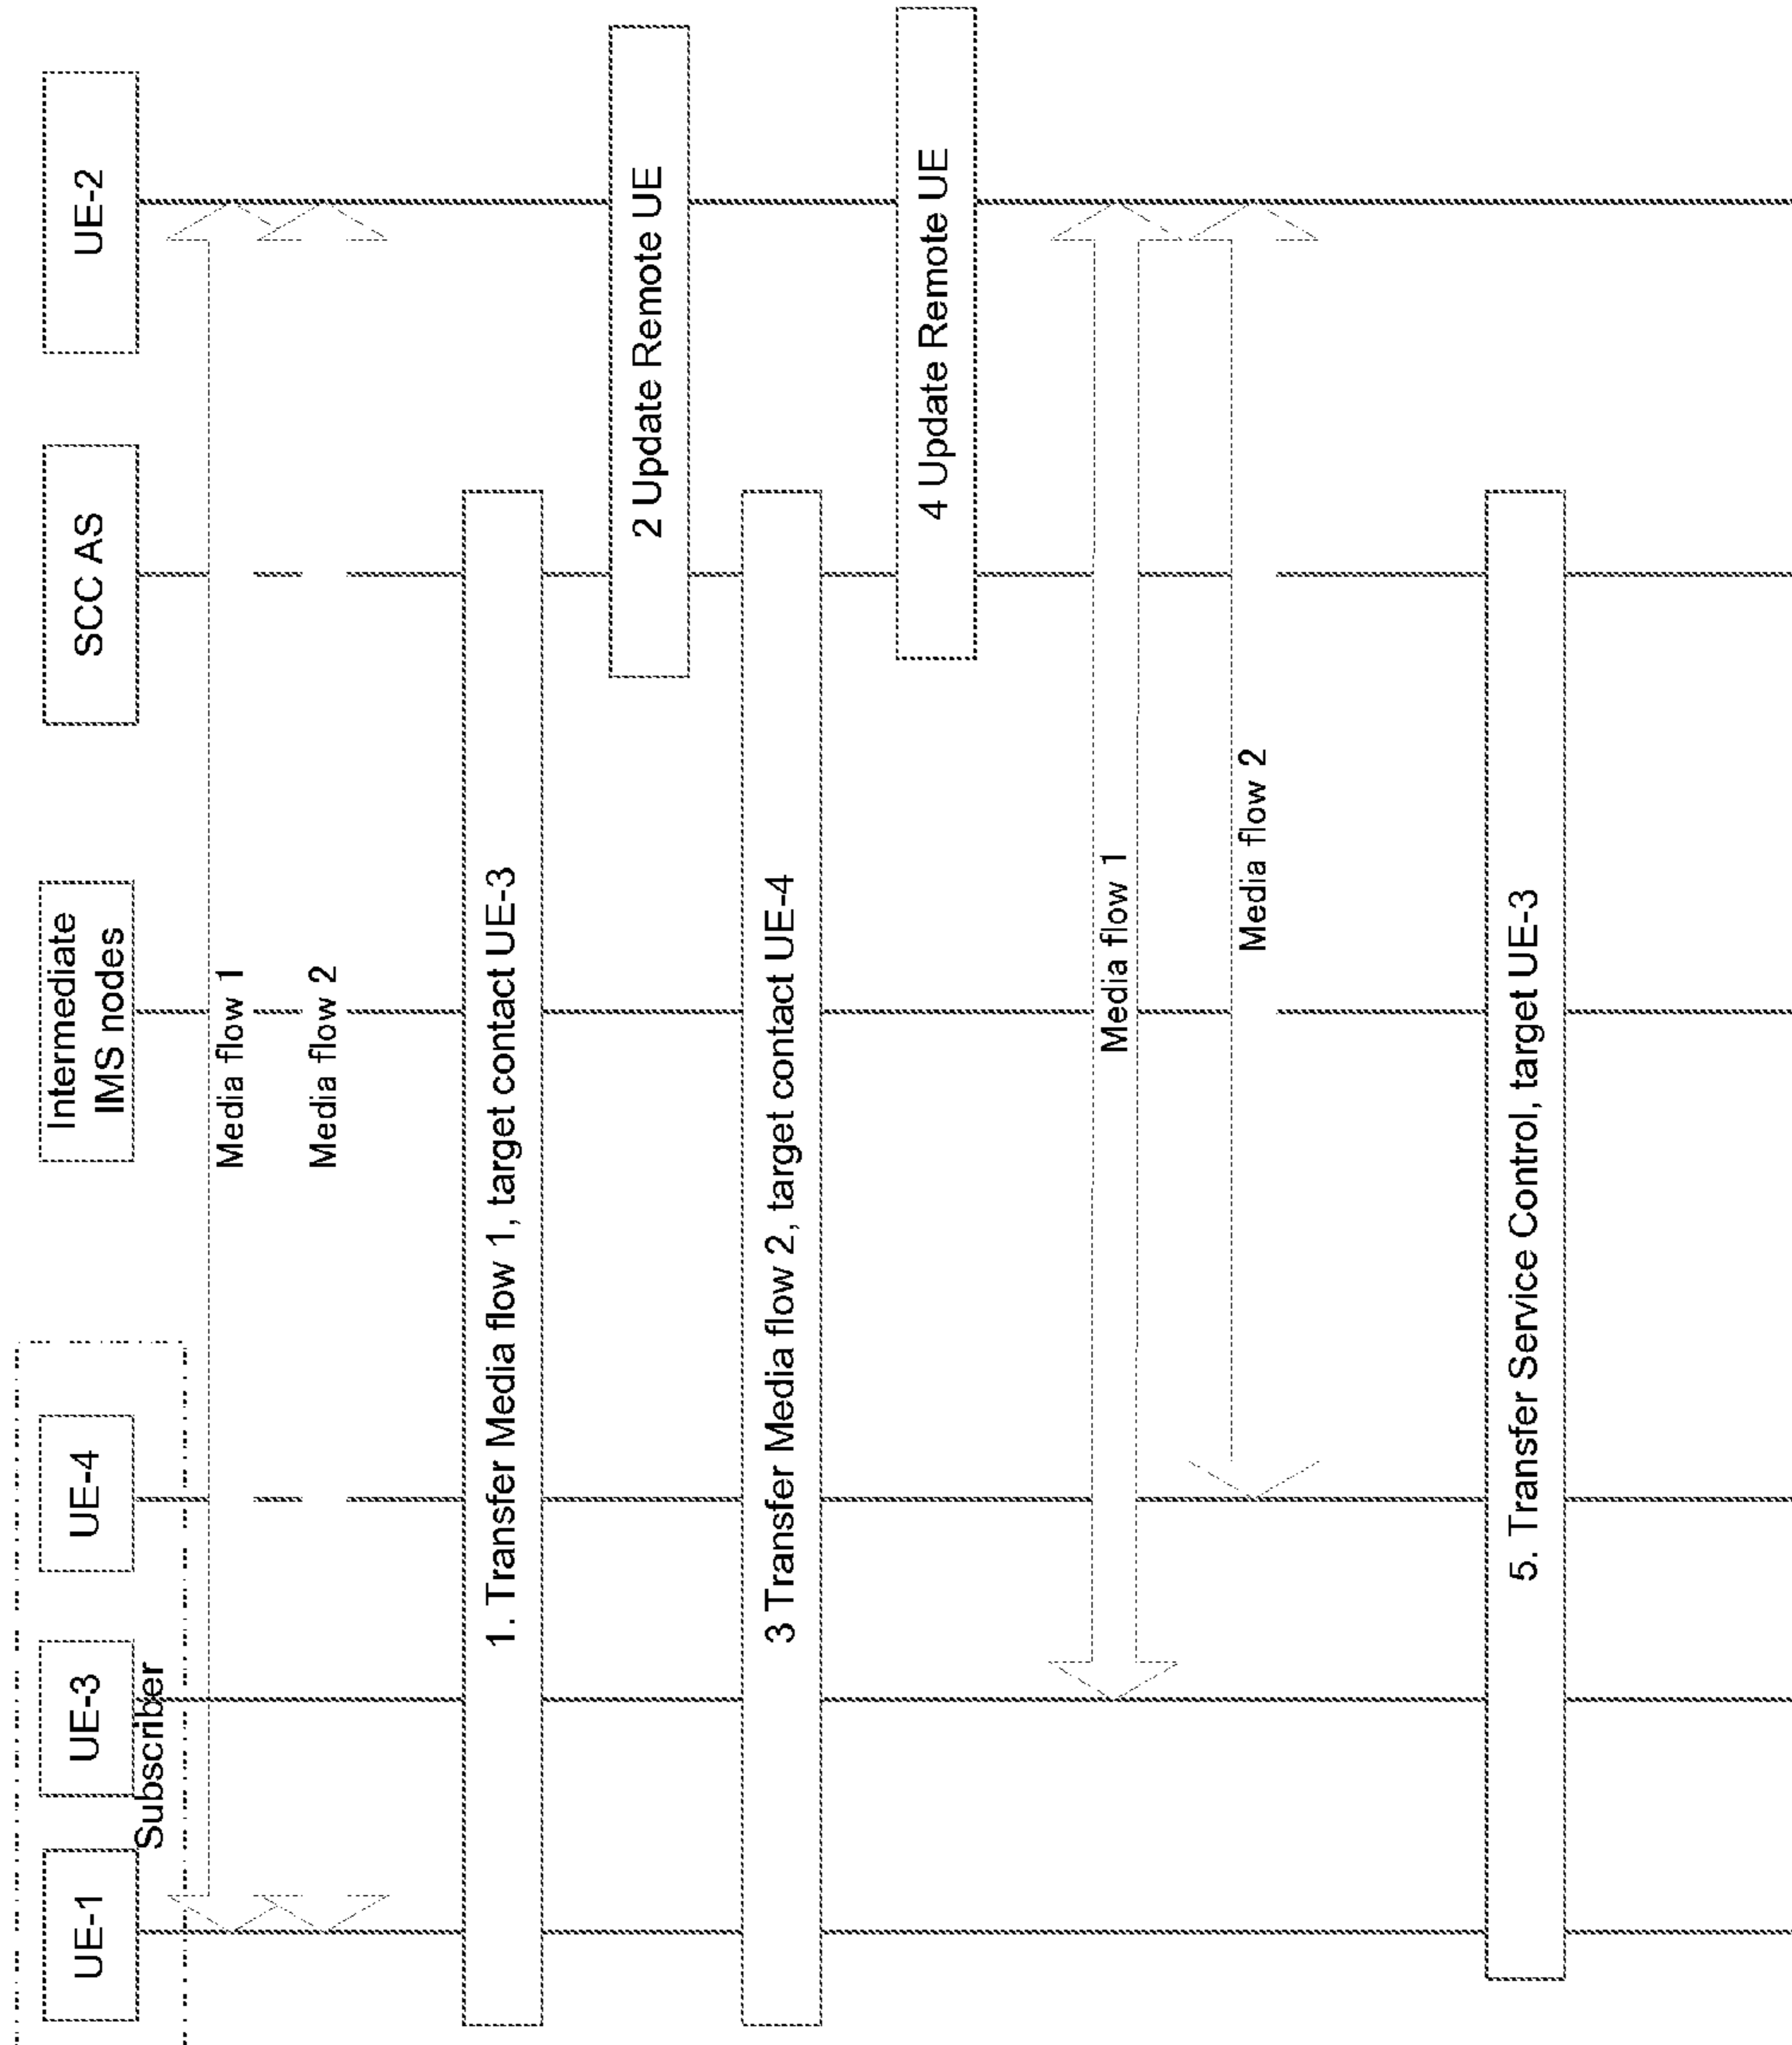 UE-1
UE-3
UE-4
Intermediate
IMS nodes
SCC AS
UE-2
Subscriber
Media flow 1
Media flow 2
1. Transfer Media flow 1, target contact UE-3
2 Update Remote UE
3 Transfer Media flow 2, target contact UE-4
4 Update Remote UE
Media flow 1
Media flow 2
5. Transfer Service Control, target UE-3